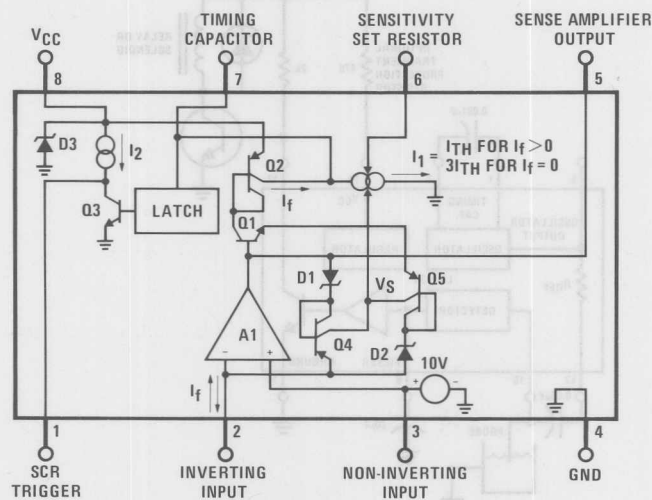 VCC
TIMING CAPACITOR
SENSITIVITY SET RESISTOR
SENSE AMPLIFIER OUTPUT
8
7
6
5
D3
I2
Q2
I1 = ITH FOR If > 0
3ITH FOR If = 0
Q3
LATCH
If
Q1
D1
VS
Q5
A1
Q4
D2
10V
- +
+ -
If
1
2
3
4
SCR TRIGGER
INVERTING INPUT
NON-INVERTING INPUT
GND